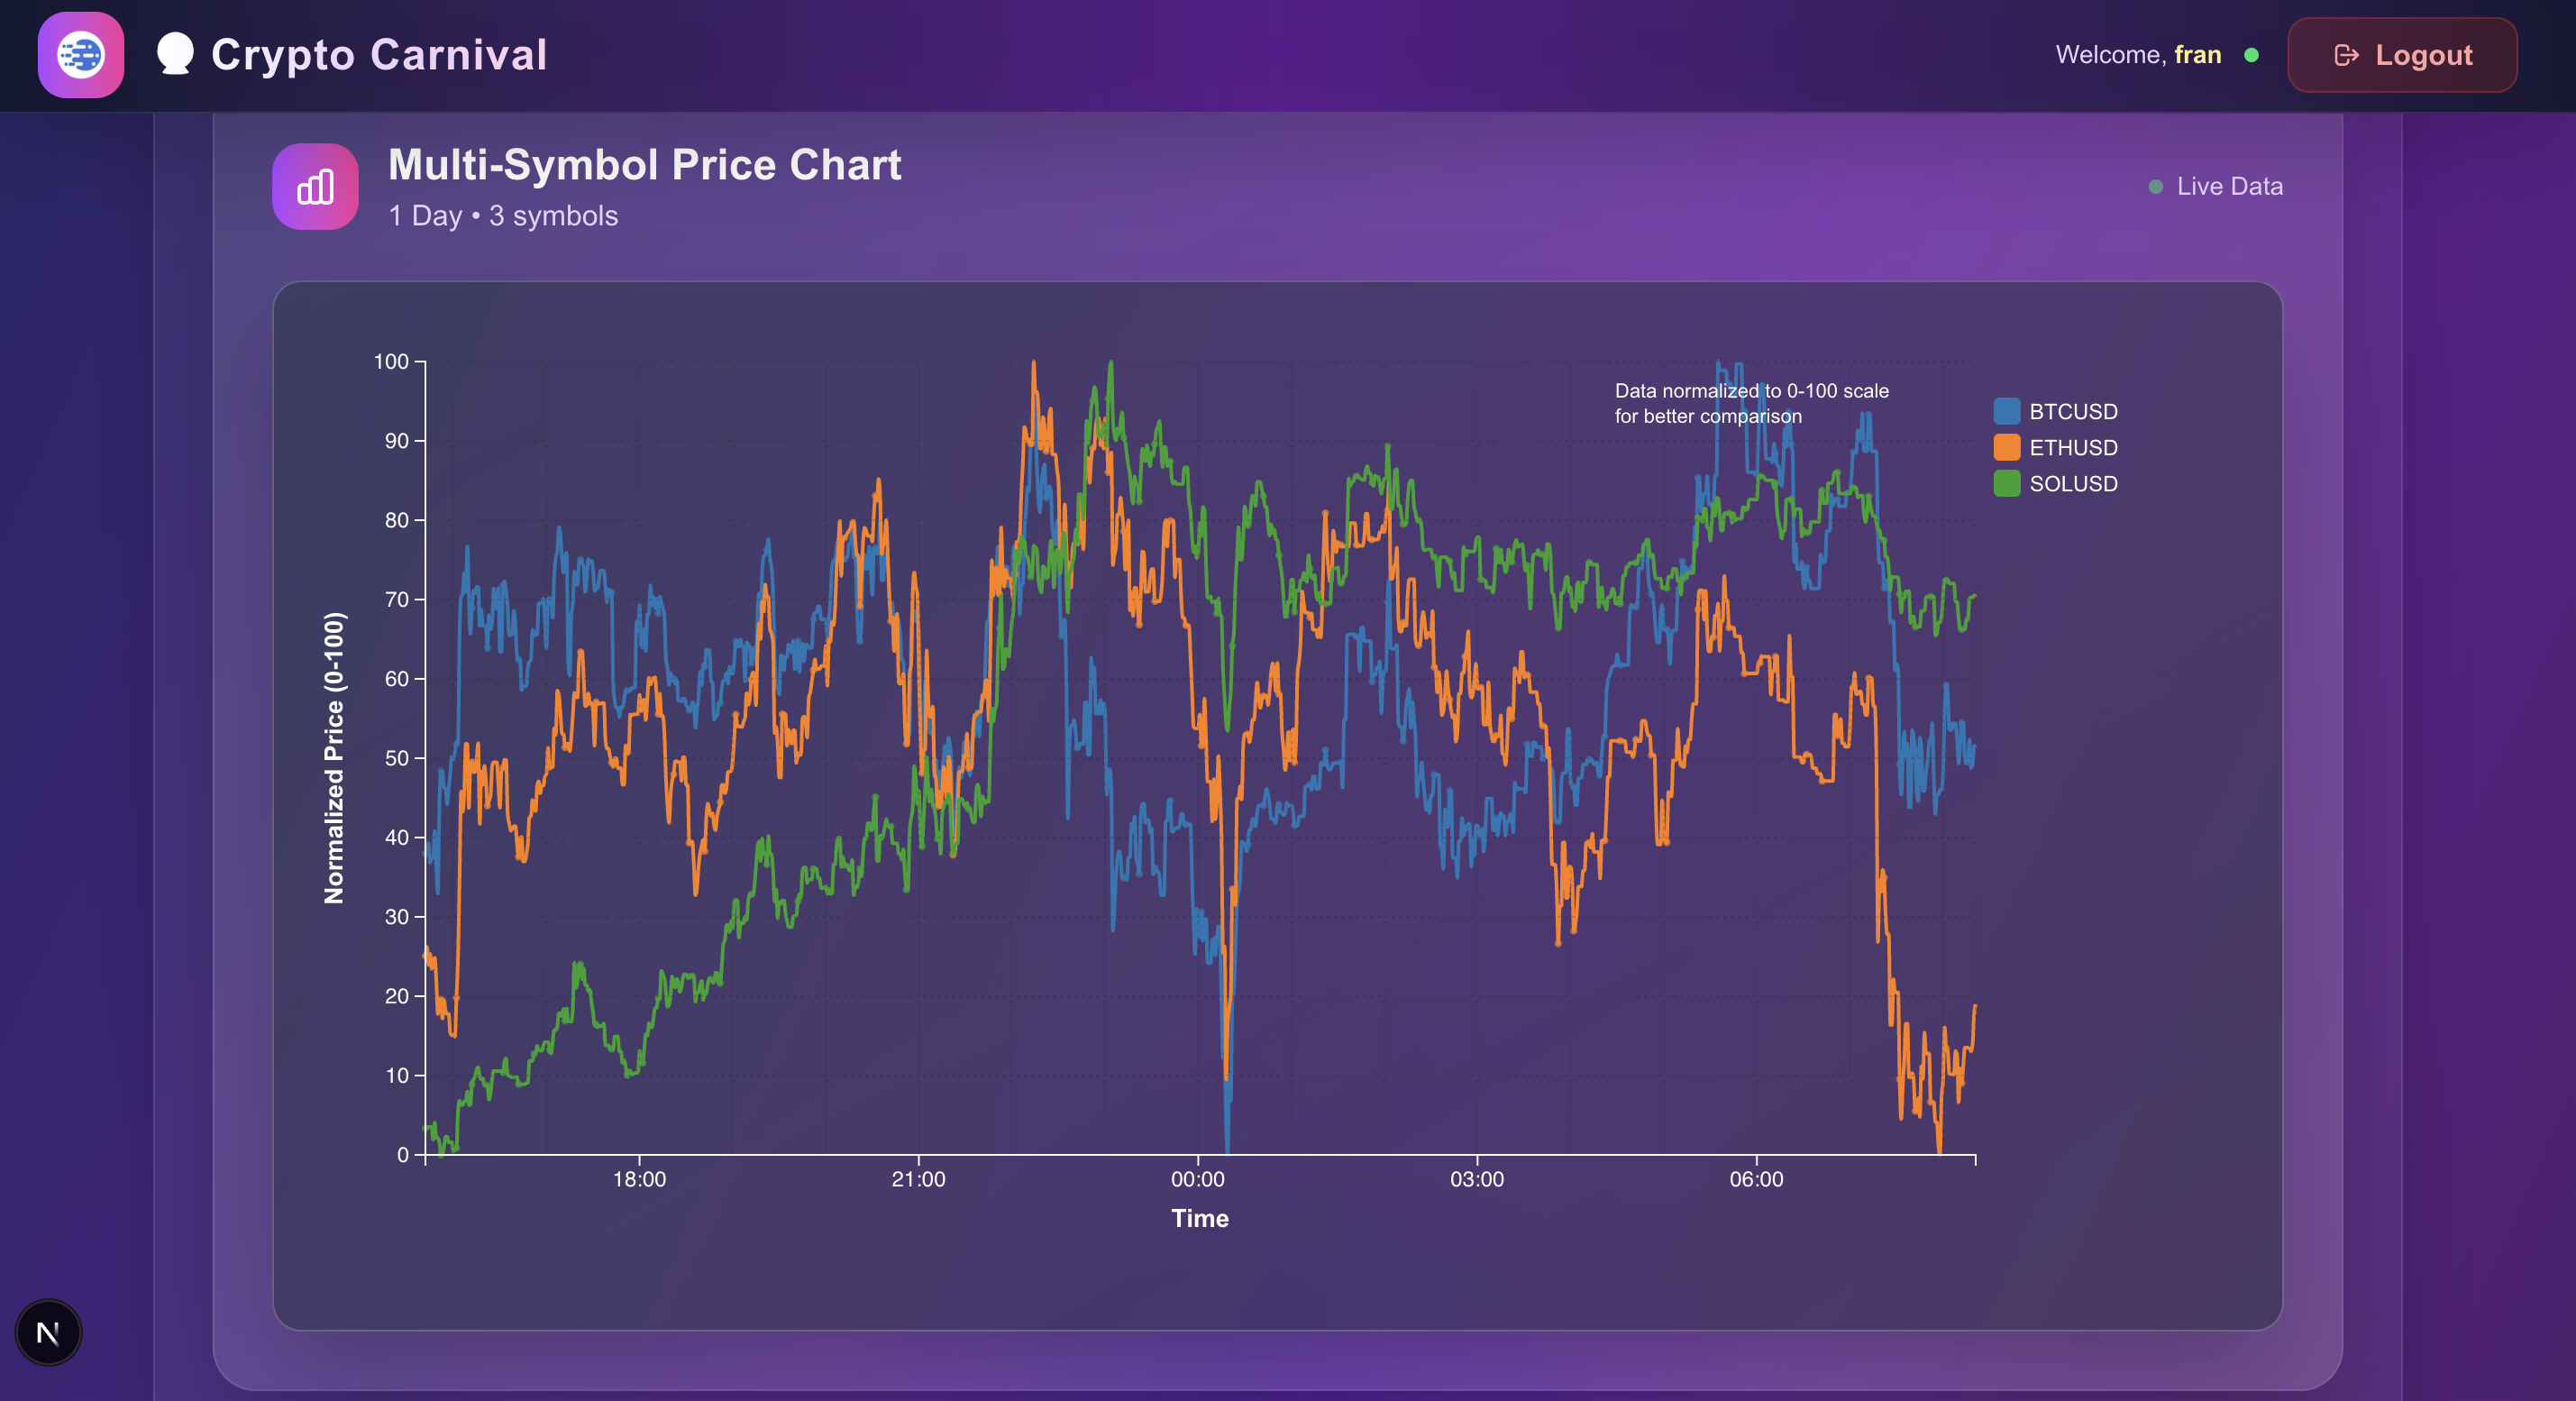 Crypto Carnival
Welcome, fran
Logout
Multi-Symbol Price Chart
1 Day • 3 symbols
Live Data
Data normalized to 0-100 scale
for better comparison
BTCUSD
ETHUSD
SOLUSD
Normalized Price (0-100)
100
90
80
70
60
50
40
30
20
10
0
18:00
21:00
00:00
03:00
06:00
Time
N